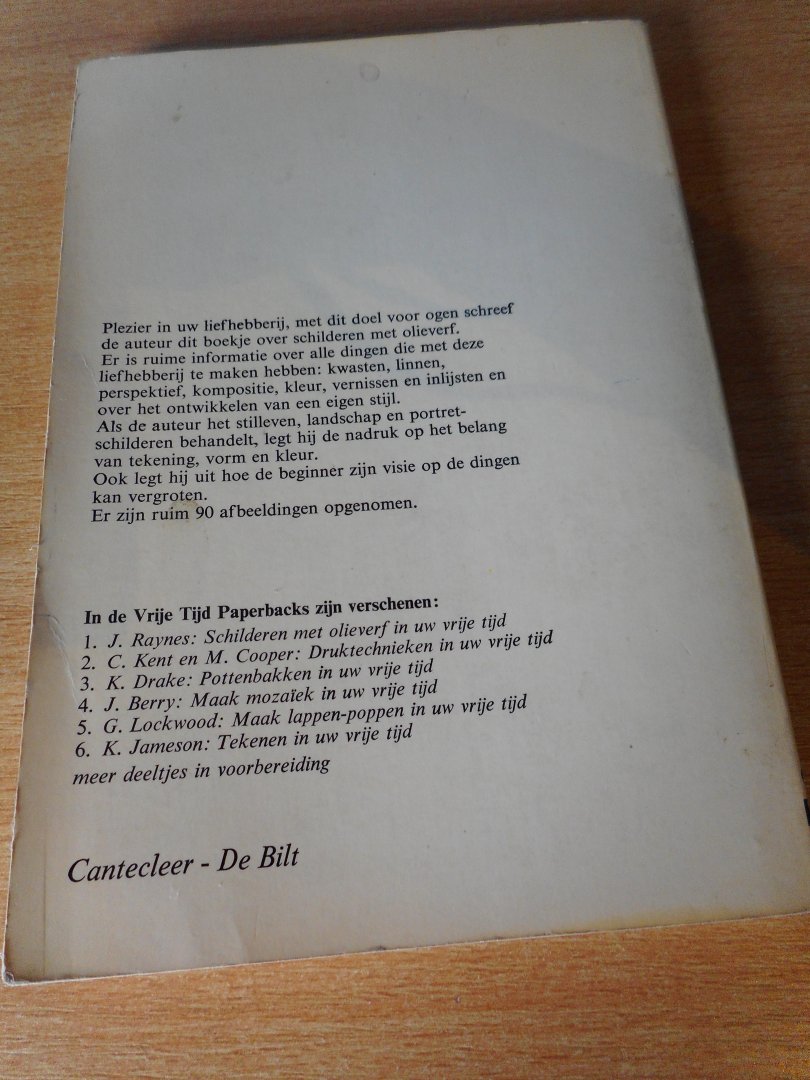 Plezier in uw liefhebberij, met dit doel voor ogen schreef
de auteur dit boekje over schilderen met olieverf.
Er is ruime informatie over alle dingen die met deze
liefhebberij te maken hebben: kwasten, linnen,
perspektief, kompositie, kleur, vernissen en inlijsten en
over het ontwikkelen van een eigen stijl.
Als de auteur het stilleven, landschap en portret-
schilderen behandelt, legt hij de nadruk op het belang
van tekening, vorm en kleur.
Ook legt hij uit hoe de beginner zijn visie op de dingen
kan vergroten.
Er zijn ruim 90 afbeeldingen opgenomen.
In de Vrije Tijd Paperbacks zijn verschenen:
1. J. Raynes: Schilderen met olieverf in uw vrije tijd
2. C. Kent en M. Cooper: Druktechnieken in uw vrije tijd
3. K. Drake: Pottenbakken in uw vrije tijd
4. J. Berry: Maak mozaïek in uw vrije tijd
5. G. Lockwood: Maak lappen-poppen in uw vrije tijd
6. K. Jameson: Tekenen in uw vrije tijd
meer deeltjes in voorbereiding
Cantecleer - De Bilt